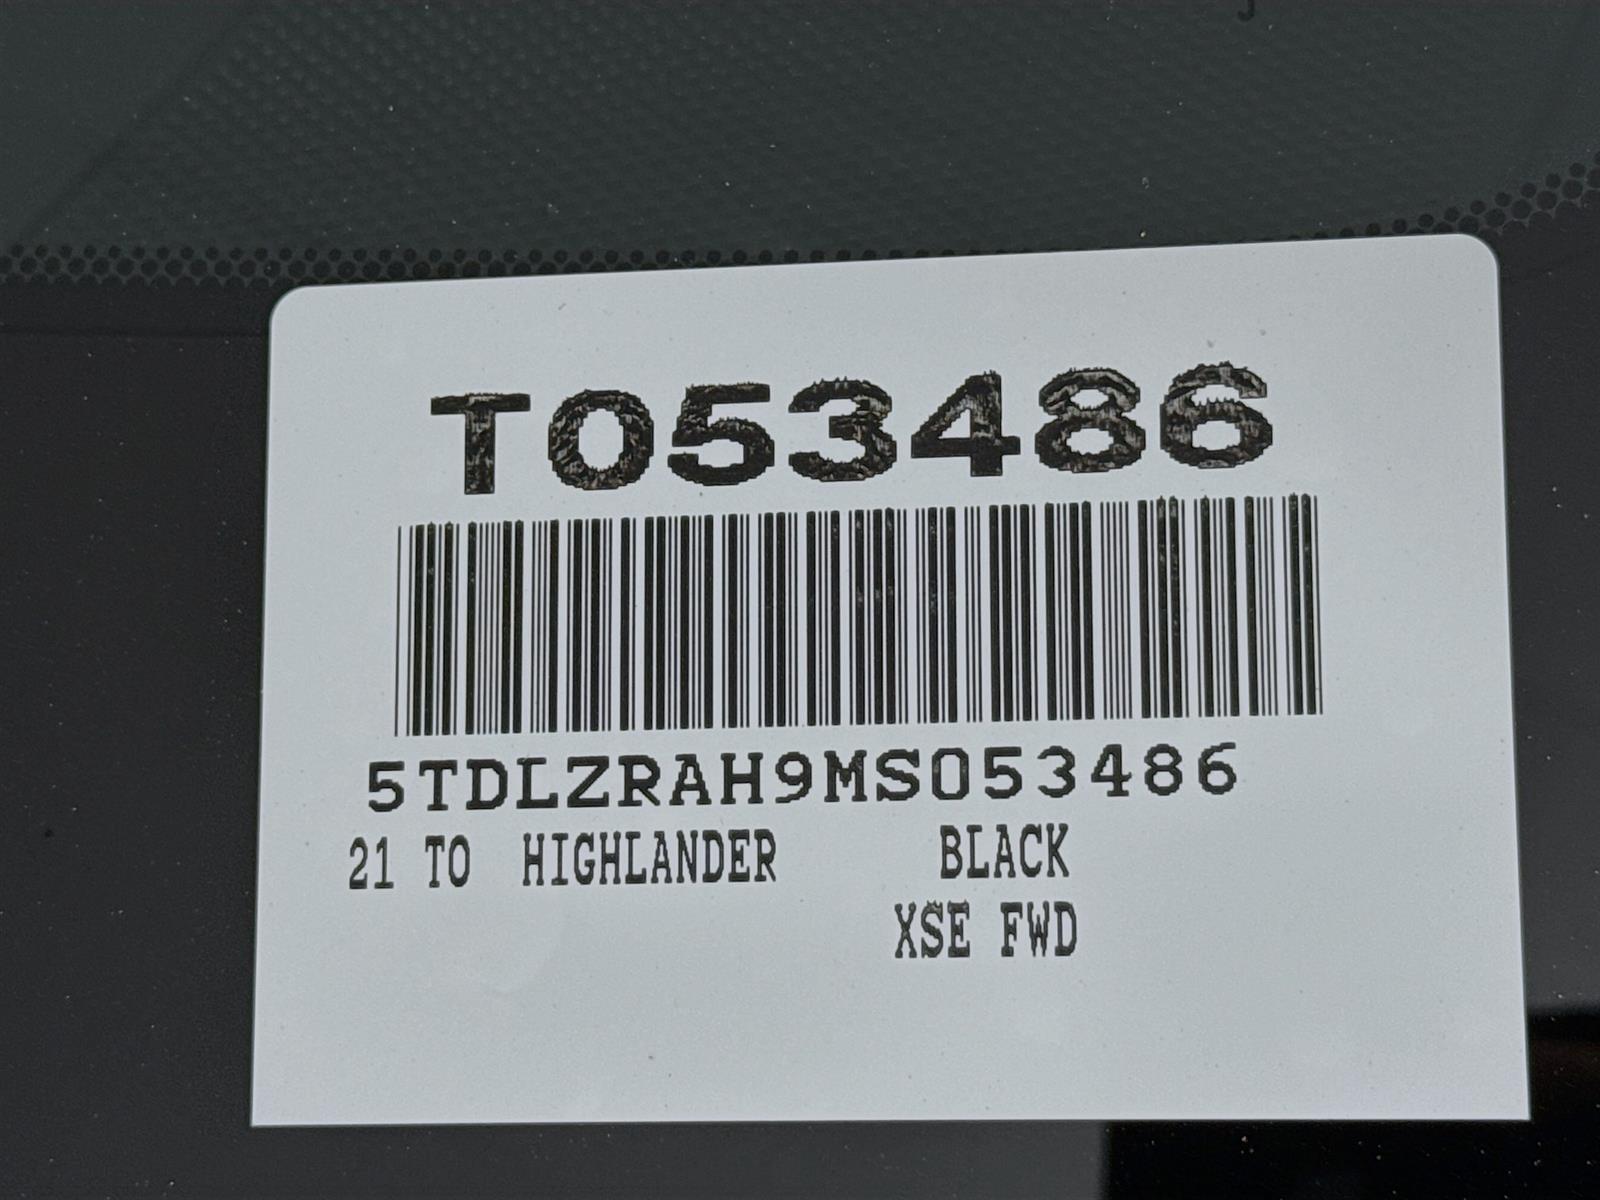 T053486
5TDLZRAH9MS053486
21 TO HIGHLANDER BLACK
XSE FWD